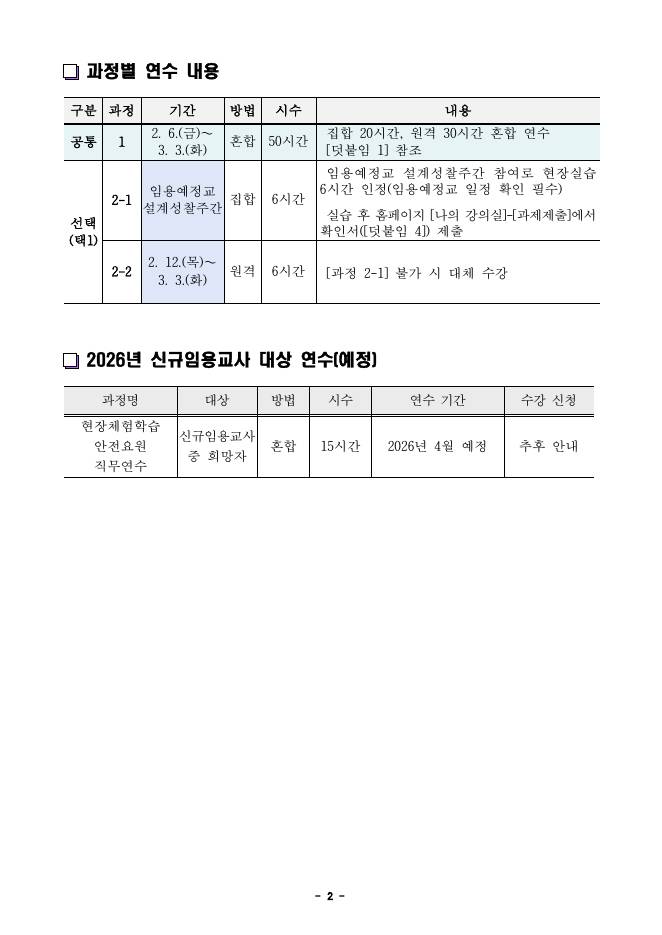 과정별 연수 내용
구분 과정 기간 방법 시수 내용
공통 1 2. 6.(금)~ 3. 3.(화) 혼합 50시간 집합 20시간, 원격 30시간 혼합 연수
[덧붙임 1] 참조
선택
(택1)
2-1 임용예정교 설계성찰주간 집합 6시간 임용예정교 설계성찰주간 참여로 현장실습
6시간 인정(임용예정교 일정 확인 필수)
실습 후 홈페이지 [나의 강의실]-[과제제출]에서
확인서([덧붙임 4]) 제출
2-2 2. 12.(목)~ 3. 3.(화) 원격 6시간 [과정 2-1] 불가 시 대체 수강
2026년 신규임용교사 대상 연수(예정)
과정명 대상 방법 시수 연수 기간 수강 신청
현장체험학습
안전요원
직무연수
신규임용교사
중 희망자
혼합 15시간 2026년 4월 예정 추후 안내
- 2 -